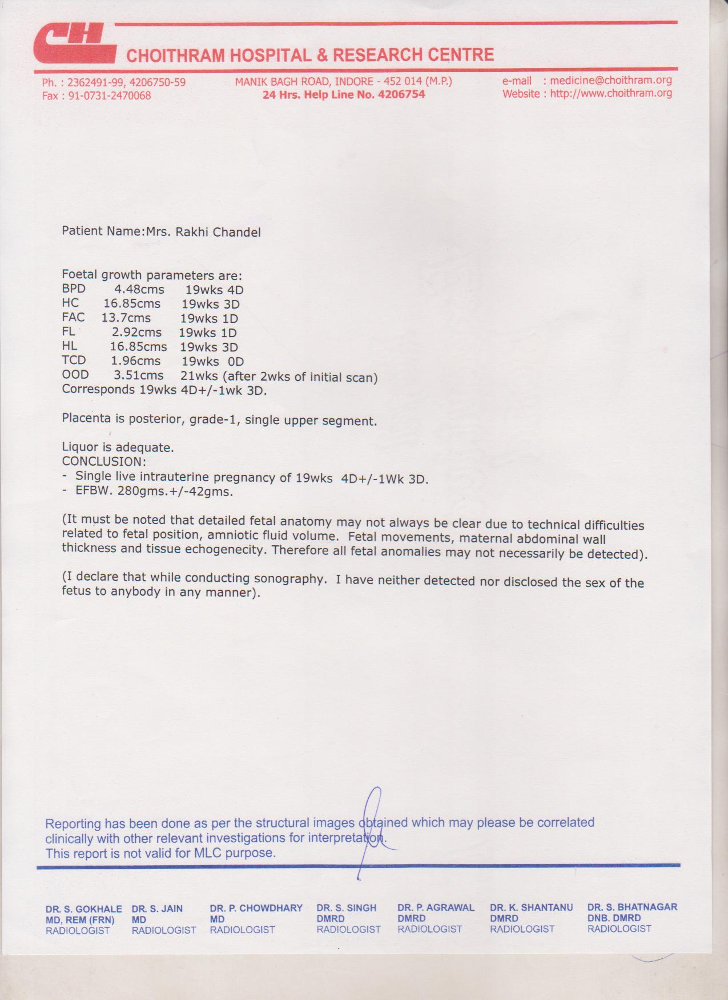 CH
CHOITHRAM HOSPITAL & RESEARCH CENTRE
Ph. : 2362491-99, 4206750-59
Fax : 91-0731-2470068
MANIK BAGH ROAD, INDORE - 452 014 (M.P.)
24 Hrs. Help Line No. 4206754
e-mail : medicine@choithram.org
Website : http://www.choithram.org
Patient Name:Mrs. Rakhi Chandel
Foetal growth parameters are:
BPD 4.48cms 19wks 4D
HC 16.85cms 19wks 3D
FAC 13.7cms 19wks 1D
FL 2.92cms 19wks 1D
HL 16.85cms 19wks 3D
TCD 1.96cms 19wks 0D
OOD 3.51cms 21wks (after 2wks of initial scan)
Corresponds 19wks 4D+/-1wk 3D.
Placenta is posterior, grade-1, single upper segment.
Liquor is adequate.
CONCLUSION:
- Single live intrauterine pregnancy of 19wks 4D+/-1Wk 3D.
- EFBW. 280gms.+/-42gms.
(It must be noted that detailed fetal anatomy may not always be clear due to technical difficulties
related to fetal position, amniotic fluid volume. Fetal movements, maternal abdominal wall
thickness and tissue echogenecity. Therefore all fetal anomalies may not necessarily be detected).
(I declare that while conducting sonography. I have neither detected nor disclosed the sex of the
fetus to anybody in any manner).
Reporting has been done as per the structural images obtained which may please be correlated
clinically with other relevant investigations for interpretation.
This report is not valid for MLC purpose.
DR. S. GOKHALE DR. S. JAIN DR. P. CHOWDHARY DR. S. SINGH DR. P. AGRAWAL DR. K. SHANTANU DR. S. BHATNAGAR
MD, REM (FRN) MD MD DMRD DMRD DMRD DNB. DMRD
RADIOLOGIST RADIOLOGIST RADIOLOGIST RADIOLOGIST RADIOLOGIST RADIOLOGIST RADIOLOGIST